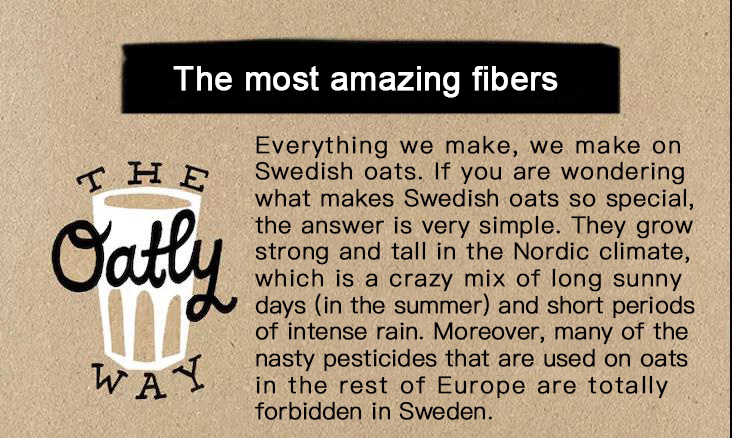 The most amazing fibers
Everything we make, we make on
Swedish oats. If you are wondering
what makes Swedish oats so special,
the answer is very simple. They grow
strong and tall in the Nordic climate,
which is a crazy mix of long sunny
days (in the summer) and short periods
of intense rain. Moreover, many of the
nasty pesticides that are used on oats
in the rest of Europe are totally
forbidden in Sweden.
THE
Oatly
WAY